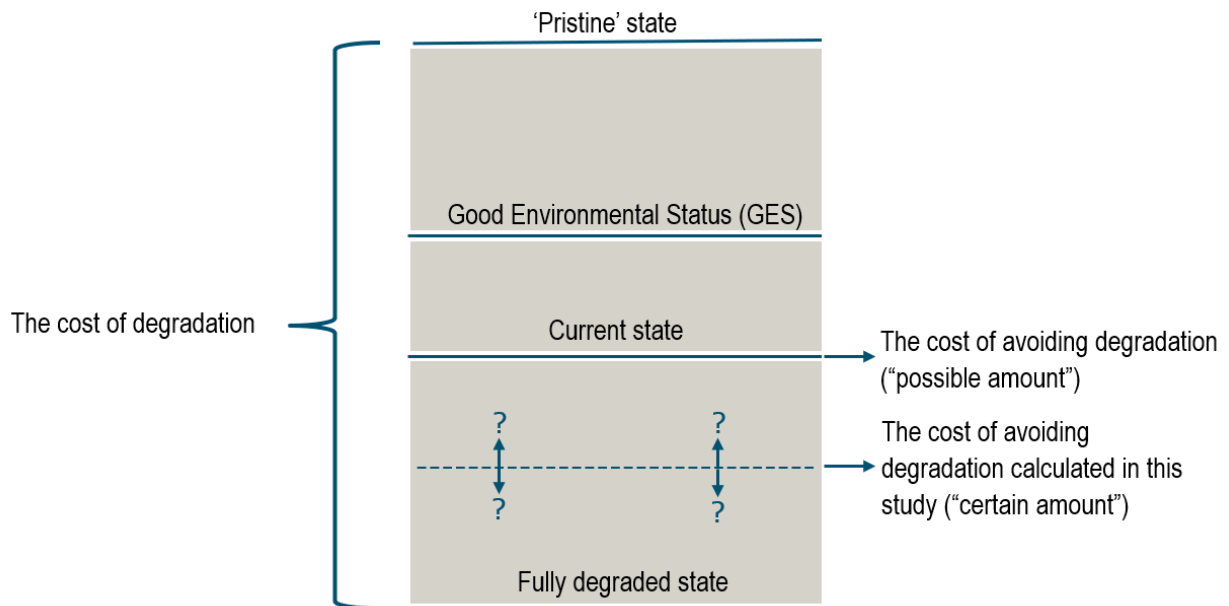 ‘Pristine’ state
Good Environmental Status (GES)
The cost of degradation
Current state
The cost of avoiding degradation
(“possible amount”)
?
?
The cost of avoiding
degradation calculated in this
study (“certain amount”)
?
?
Fully degraded state